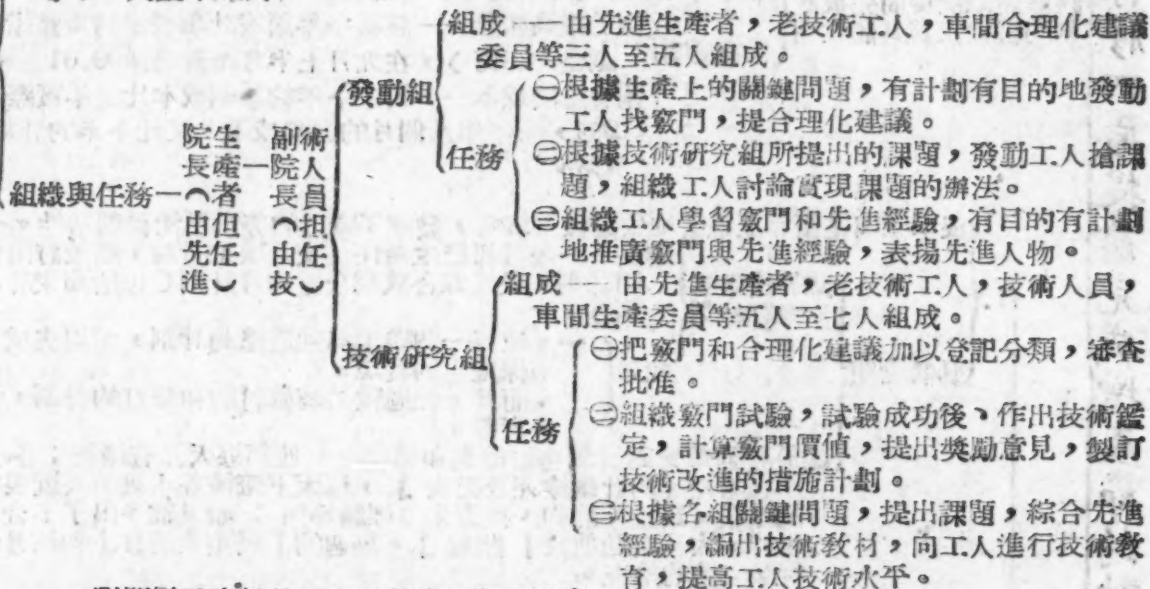 組成 — 由先進生產者，老技術工人，車間合理化建議
委員等三人至五人組成。
發動組
㊀根據生產上的關鍵問題，有計劃有目的地發動
工人找竅門，提合理化建議。
任務
㊁根據技術研究組所提出的課題，發動工人搶課
題，組織工人討論實現課題的辦法。
㊂組織工人學習竅門和先進經驗，有目的有計劃
地推廣竅門與先進經驗，表揚先進人物。
組織與任務—院長（由先進生產者但任）—副院長由技術人員担任）
組成 — 由先進生產者，老技術工人，技術人員，
車間生產委員等五人至七人組成。
技術研究組
㊀把竅門和合理化建議加以登記分類，審查
批准。
任務
㊁組織竅門試驗，試驗成功後、作出技術鑑
定，計算竅門價值，提出獎勵意見，製訂
技術改進的措施計劃。
㊂根據各組關鍵問題，提出課題，綜合先進
經驗，編出技術教材，向工人進行技術教
育，提高工人技術水平。